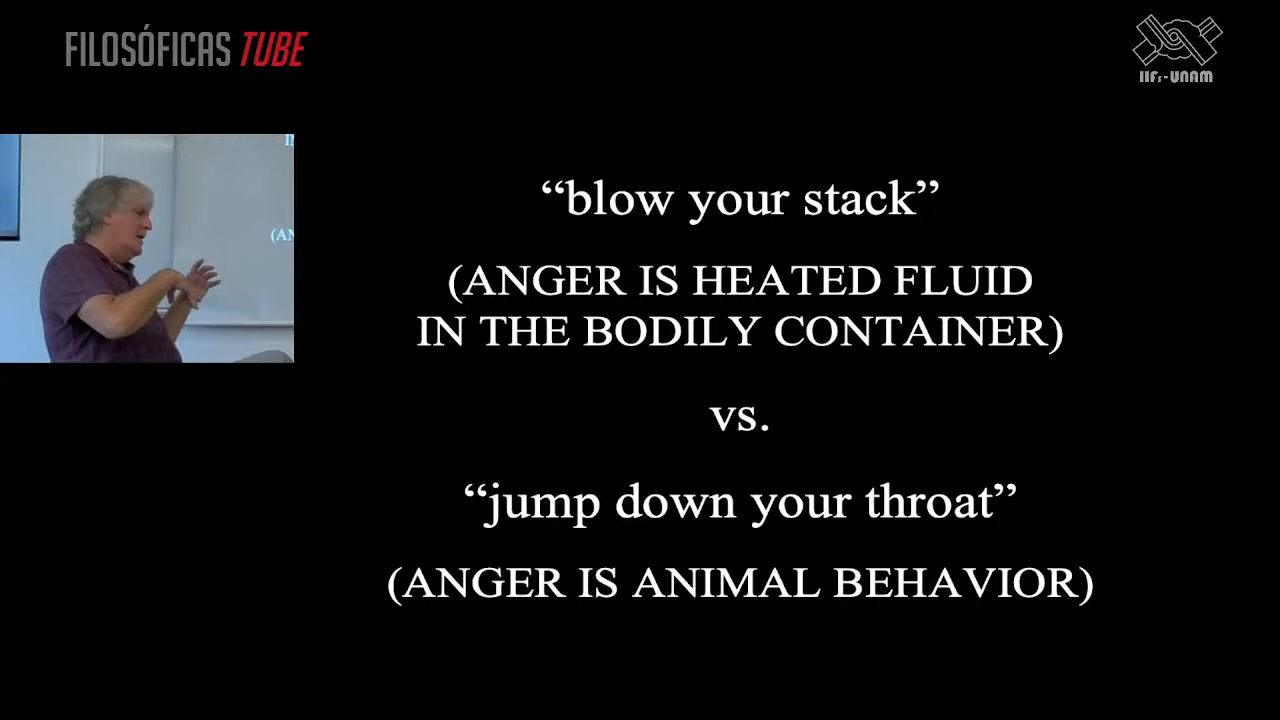 FILOSÓFICAS TUBE
IIFs-UNAM
“blow your stack”
(ANGER IS HEATED FLUID
IN THE BODILY CONTAINER)
vs.
“jump down your throat”
(ANGER IS ANIMAL BEHAVIOR)
(AN